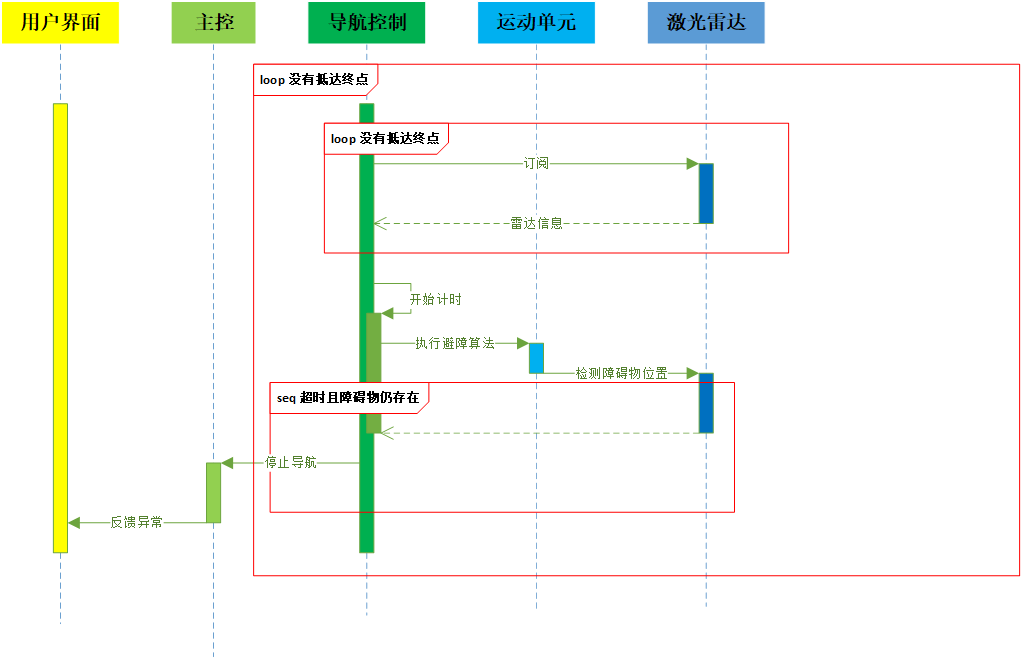 用户界面
主控
导航控制
运动单元
激光雷达
loop 没有抵达终点
loop 没有抵达终点
订阅
雷达信息
开始计时
执行避障算法
检测障碍物位置
seq 超时且障碍物仍存在
停止导航
反馈异常